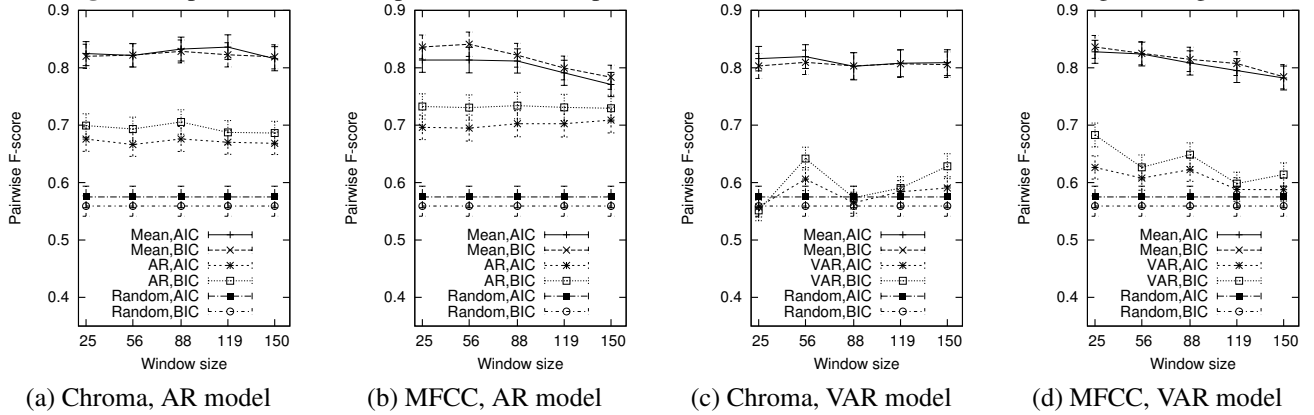 0.9
0.8
0.7
0.6
0.5
0.4
Pairwise F-score
Mean,AIC
Mean,BIC
AR,AIC
AR,BIC
Random,AIC
Random,BIC
25 56 88 119 150
Window size
(a) Chroma, AR model
0.9
0.8
0.7
0.6
0.5
0.4
Pairwise F-score
Mean,AIC
Mean,BIC
AR,AIC
AR,BIC
Random,AIC
Random,BIC
25 56 88 119 150
Window size
(b) MFCC, AR model
0.9
0.8
0.7
0.6
0.5
0.4
Pairwise F-score
Mean,AIC
Mean,BIC
VAR,AIC
VAR,BIC
Random,AIC
Random,BIC
25 56 88 119 150
Window size
(c) Chroma, VAR model
0.9
0.8
0.7
0.6
0.5
0.4
Pairwise F-score
Mean,AIC
Mean,BIC
VAR,AIC
VAR,BIC
Random,AIC
Random,BIC
25 56 88 119 150
Window size
(d) MFCC, VAR model